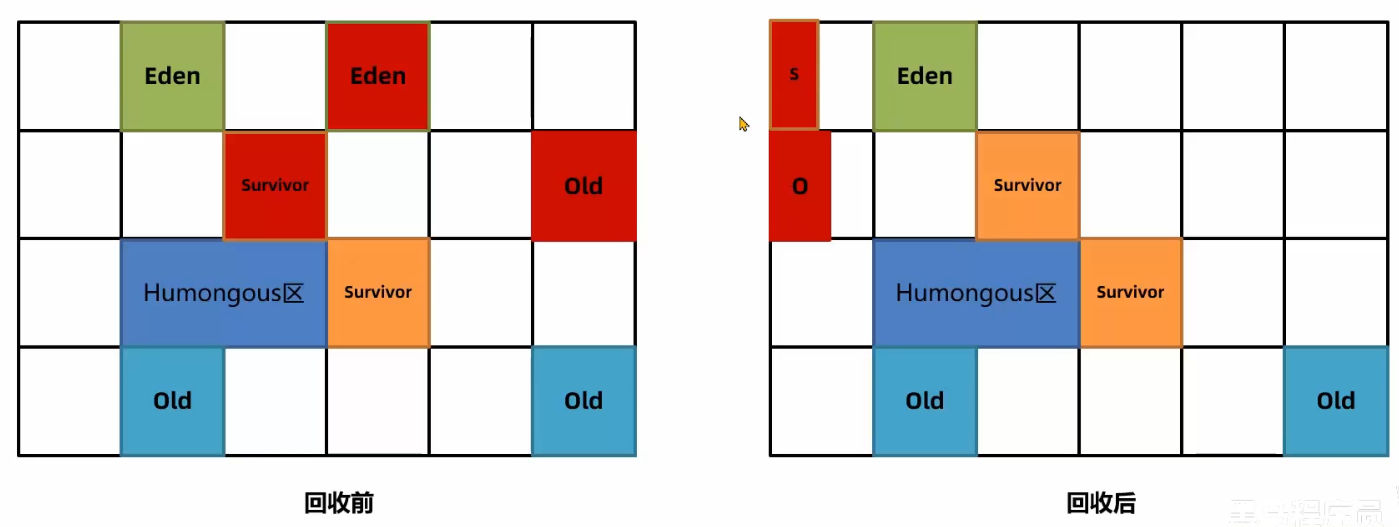 Eden
Eden
Survivor
Old
Humongous区
Survivor
Old
Old
回收前
S
Eden
O
Survivor
Humongous区
Survivor
Old
Old
回收后